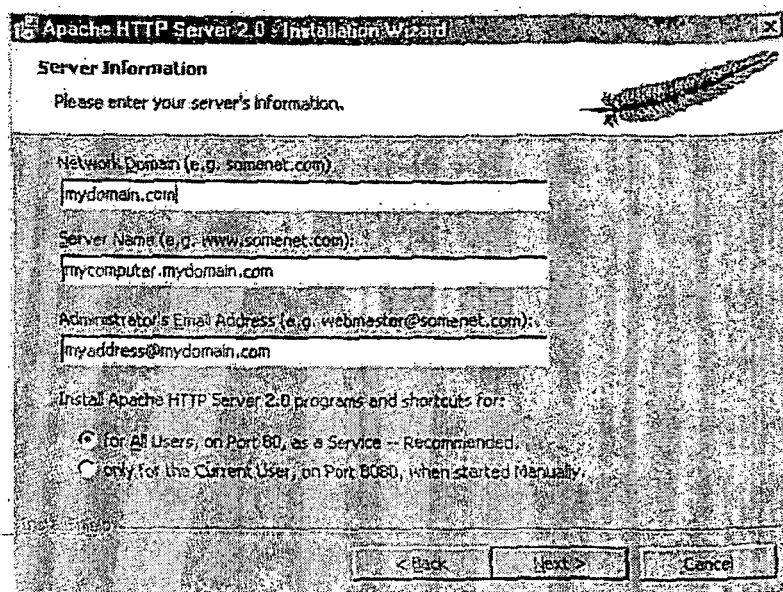 Apache HTTP Server 2.0 - Installation Wizard
Server Information
Please enter your server's information.
Network Domain (e.g. somenet.com)
mydomain.com
Server Name (e.g. www.somenet.com):
mycomputer.mydomain.com
Administrator's Email Address (e.g. webmaster@somenet.com):
myaddress@mydomain.com
Install Apache HTTP Server 2.0 programs and shortcuts for:
for All Users, on Port 80, as a Service -- Recommended.
only for the Current User, on Port 8080, when started Manually.
InstallShield
< Back
Next >
Cancel